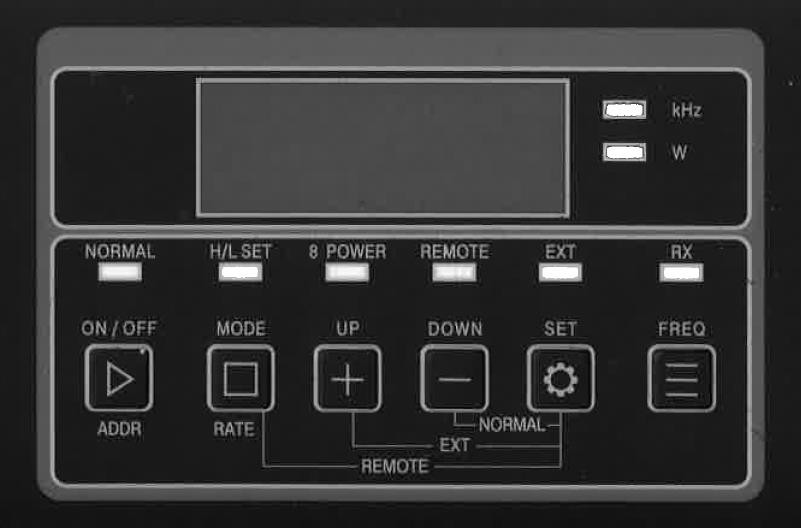 kHz
W
NORMAL H/L SET 8 POWER REMOTE EXT RX
ON / OFF MODE UP DOWN SET FREQ
ADDR RATE NORMAL
EXT
REMOTE